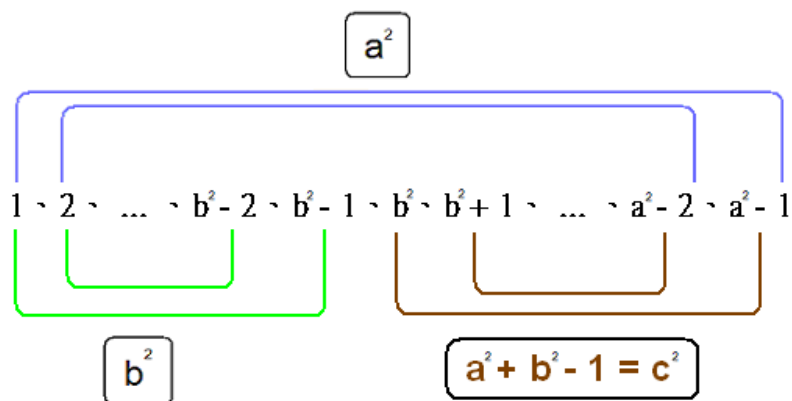 a²
1、2、 ... 、b²- 2、b²- 1、b²、b²+ 1、 ... 、a²- 2、a²- 1
b²
a²+ b²- 1 = c²